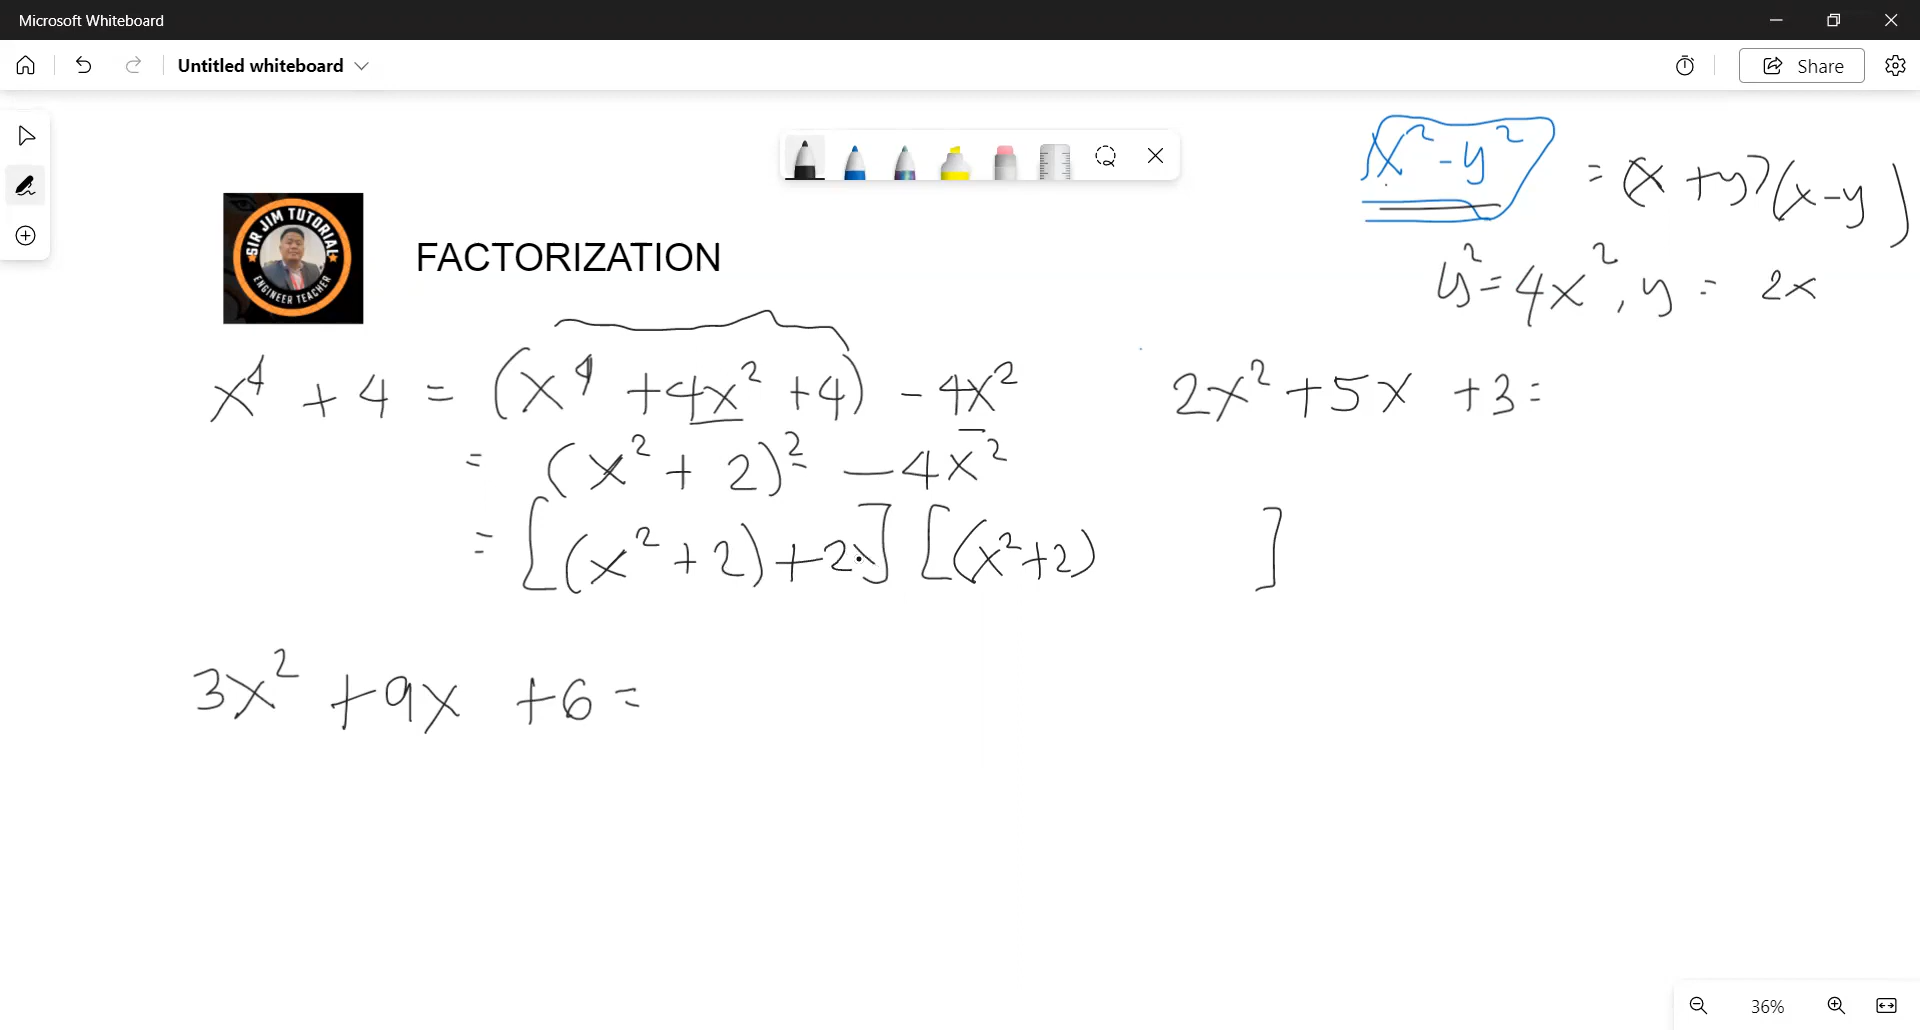 Microsoft Whiteboard
Untitled whiteboard
Share
x² - y² = (x + y)(x - y)
y² = 4x², y = 2x
SIR JIM TUTORIAL
ENGINEER TEACHER
FACTORIZATION
x⁴ + 4 = (x⁴ + 4x² + 4) - 4x²
2x² + 5x + 3 =
= (x² + 2)² - 4x²
= [(x² + 2) + 2x] [(x² + 2) ]
3x² + 9x + 6 =
36%